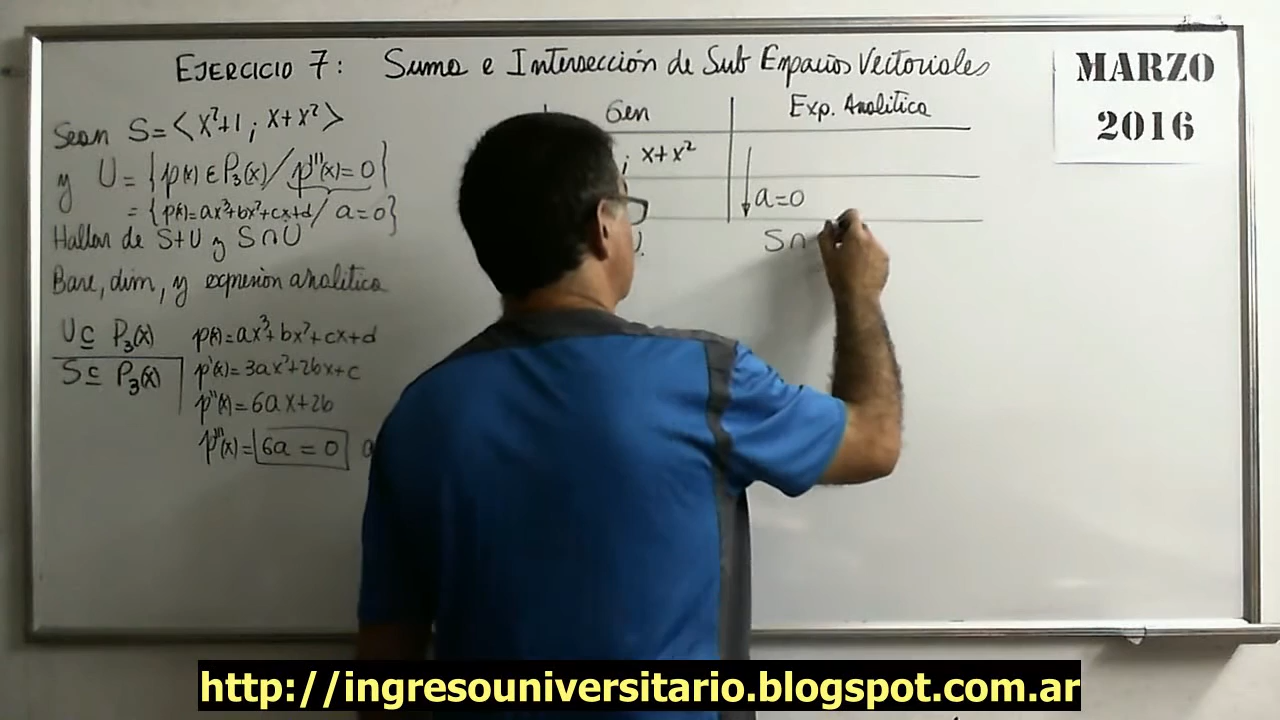 EJERCICIO 7: Suma e Intersección de Sub Espacios Vectoriales
MARZO
2016
Sean S = < x²+1 ; x+x² >
y U = { p(x) ∈ P₃(x) / p'''(x) = 0 }
= { p(x) = ax³+bx²+cx+d / a=0 }
Hallar de S+U y S∩U
Base, dim, y expresión analitica
U ⊆ P₃(x)
S ⊆ P₃(x)
p(x) = ax³+bx²+cx+d
p'(x) = 3ax²+2bx+c
p''(x) = 6ax+2b
p'''(x) = 6a = 0
Gen
Exp. Analitica
; x+x²
a=0
S∩
http://ingresouniversitario.blogspot.com.ar